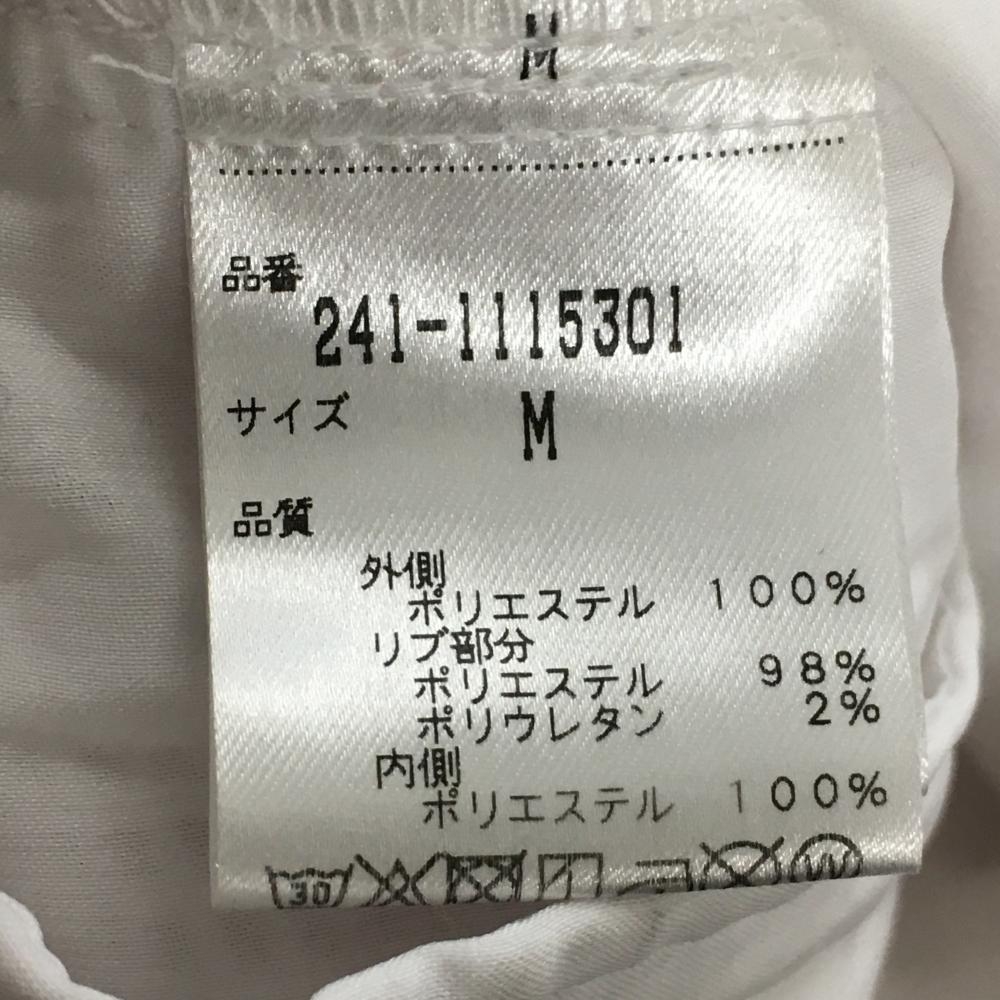 M
品番
241-1115301
サイズ M
品質
外側
ポリエステル 100%
リブ部分
ポリエステル 98%
ポリウレタン 2%
内側
ポリエステル 100%
30 W